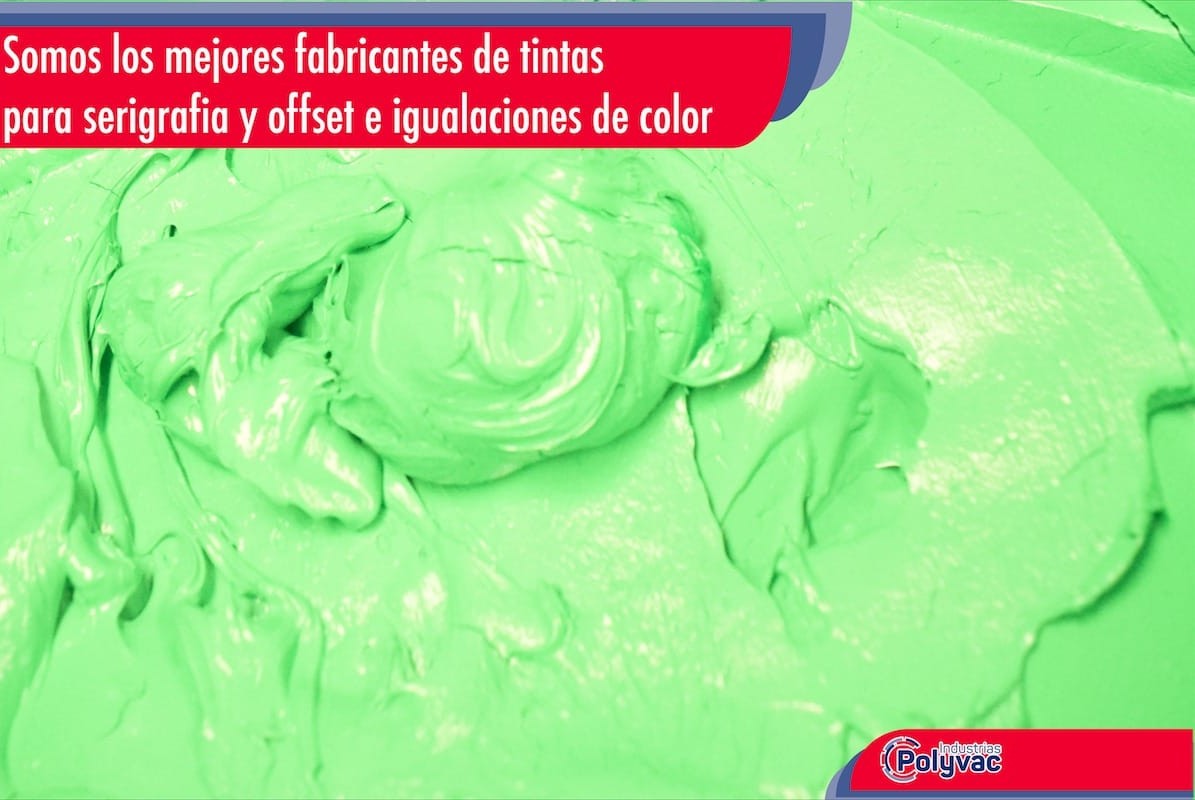 Somos los mejores fabricantes de tintas
para serigrafia y offset e igualaciones de color
Industrias
Polyvac